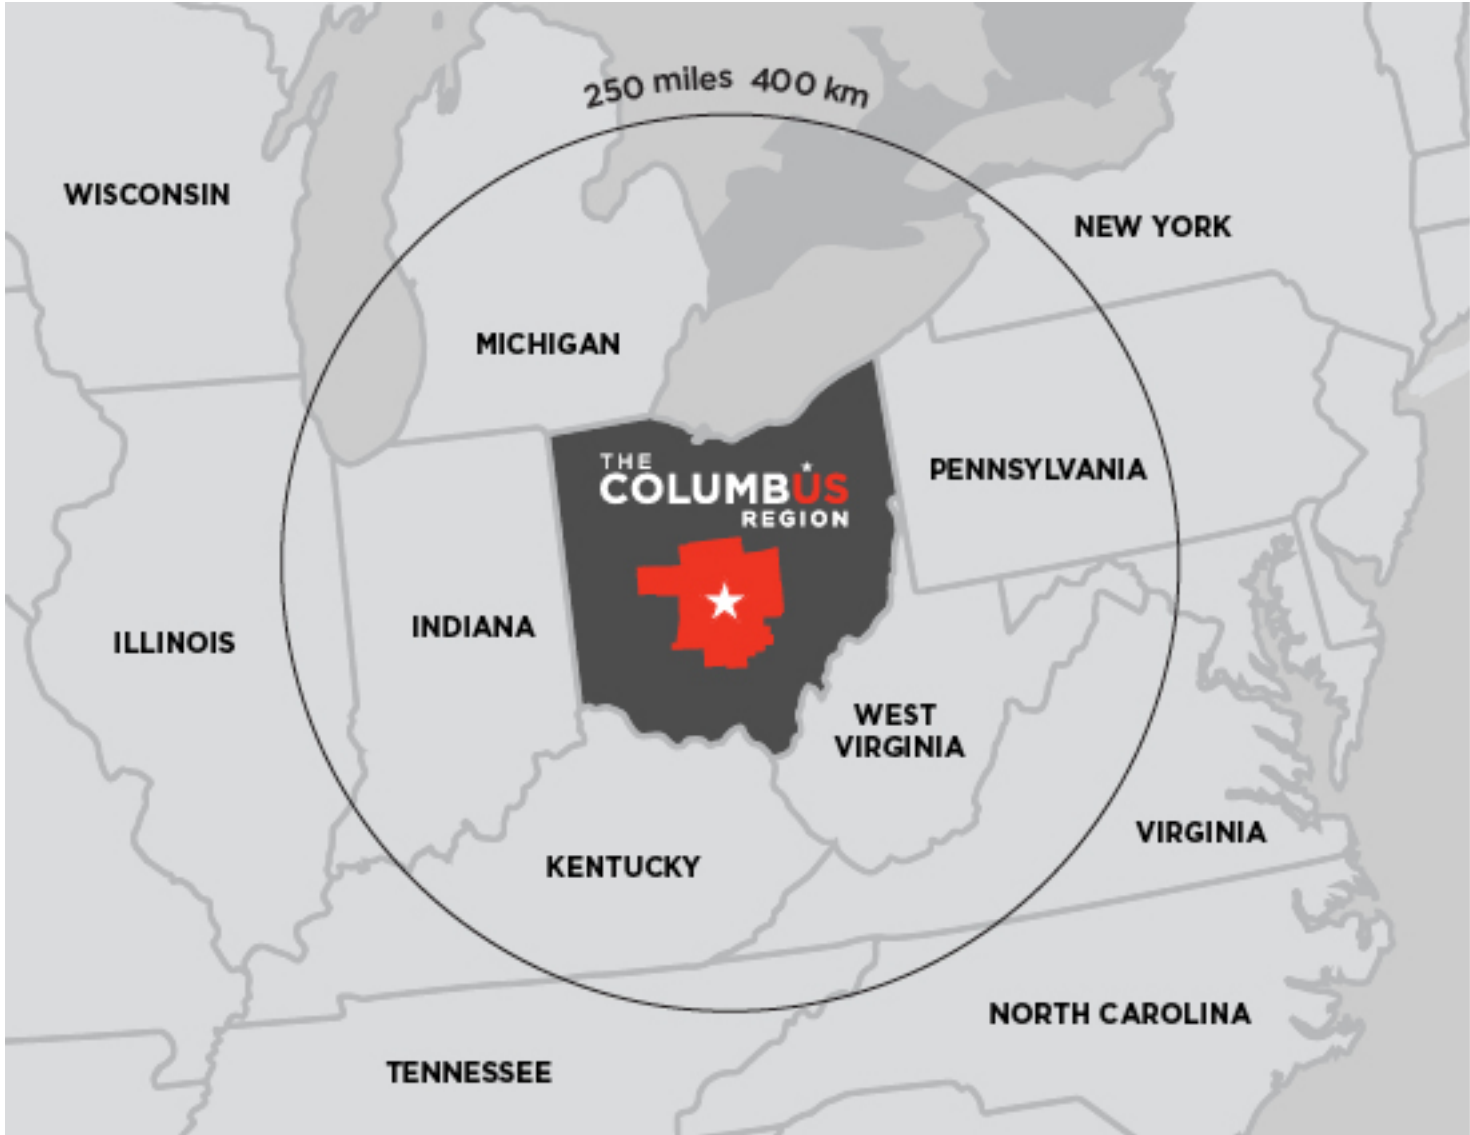 250 miles 400 km
WISCONSIN
NEW YORK
MICHIGAN
THE
COLUMBUS
REGION
PENNSYLVANIA
INDIANA
ILLINOIS
WEST
VIRGINIA
VIRGINIA
KENTUCKY
NORTH CAROLINA
TENNESSEE